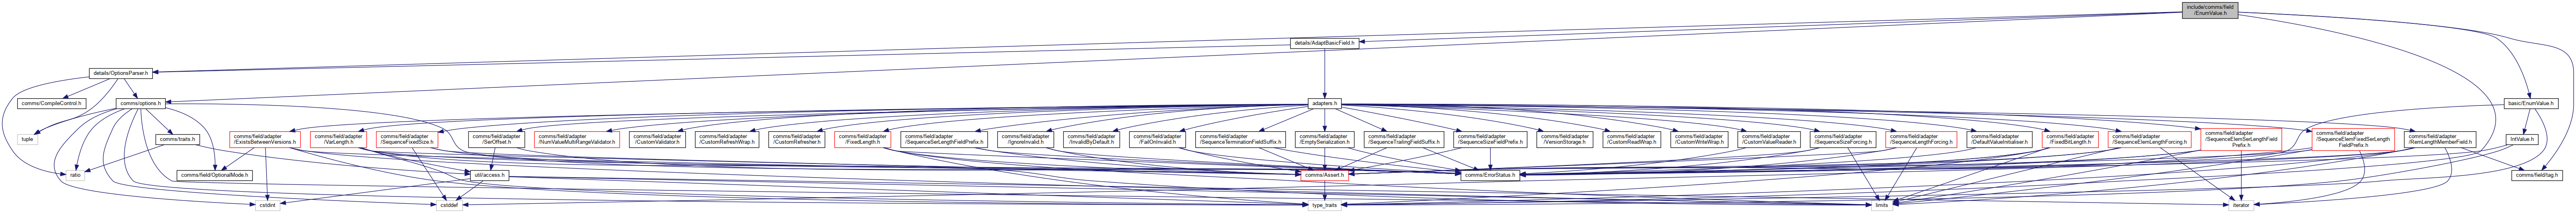 include/comms/field
/EnumValue.h
details/AdaptBasicField.h
details/OptionsParser.h
comms/CompileControl.h
comms/options.h
adapters.h
basic/EnumValue.h
tuple
comms/traits.h
comms/field/adapter
/ExistsBetweenVersions.h
comms/field/adapter
/VarLength.h
comms/field/adapter
/SequenceFixedSize.h
comms/field/adapter
/SerOffset.h
comms/field/adapter
/NumValueMultiRangeValidator.h
comms/field/adapter
/CustomValidator.h
comms/field/adapter
/CustomRefreshWrap.h
comms/field/adapter
/CustomRefresher.h
comms/field/adapter
/FixedLength.h
comms/field/adapter
/SequenceSerLengthFieldPrefix.h
comms/field/adapter
/IgnoreInvalid.h
comms/field/adapter
/InvalidByDefault.h
comms/field/adapter
/FailOnInvalid.h
comms/field/adapter
/SequenceTerminationFieldSuffix.h
comms/field/adapter
/EmptySerialization.h
comms/field/adapter
/SequenceTrailingFieldSuffix.h
comms/field/adapter
/SequenceSizeFieldPrefix.h
comms/field/adapter
/VersionStorage.h
comms/field/adapter
/CustomReadWrap.h
comms/field/adapter
/CustomWriteWrap.h
comms/field/adapter
/CustomValueReader.h
comms/field/adapter
/SequenceSizeForcing.h
comms/field/adapter
/SequenceLengthForcing.h
comms/field/adapter
/DefaultValueInitialiser.h
comms/field/adapter
/FixedBitLength.h
comms/field/adapter
/SequenceElemLengthForcing.h
comms/field/adapter
/SequenceElemSerLengthField
Prefix.h
comms/field/adapter
/SequenceElemFixedSerLength
FieldPrefix.h
comms/field/adapter
/RemLengthMemberField.h
IntValue.h
ratio
comms/field/OptionalMode.h
util/access.h
comms/Assert.h
comms/ErrorStatus.h
comms/field/tag.h
cstdint
cstddef
type_traits
limits
iterator